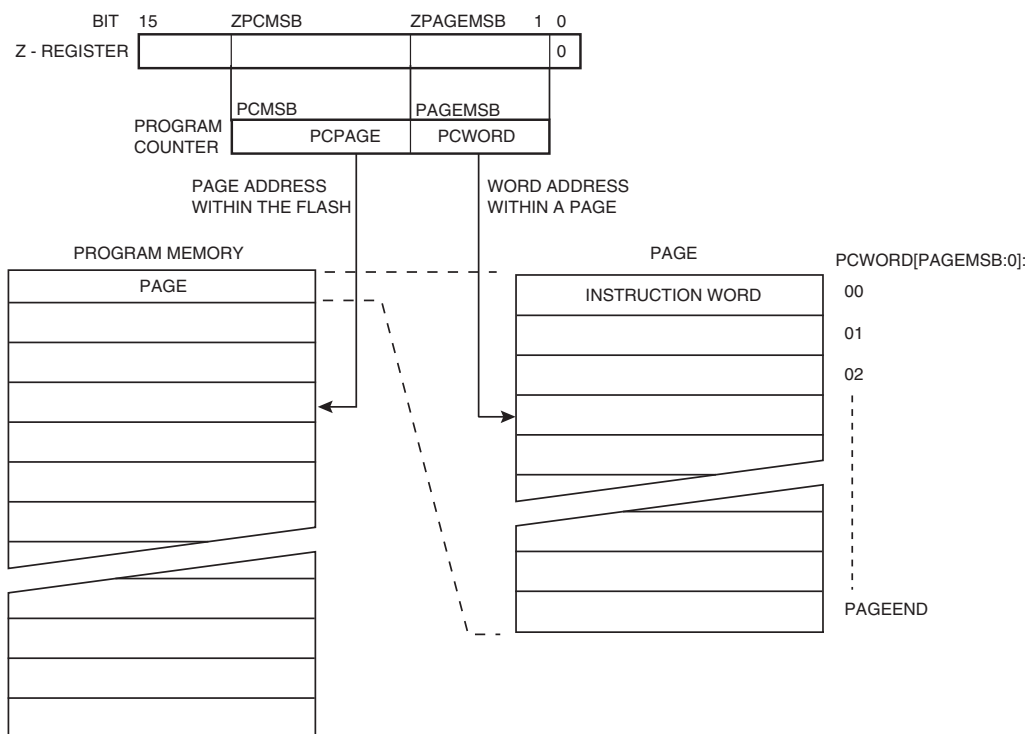 BIT 15 ZPCMSB ZPAGEMSB 1 0
Z - REGISTER 0
PCMSB PAGEMSB
PROGRAM
COUNTER
PCPAGE PCWORD
PAGE ADDRESS
WITHIN THE FLASH
WORD ADDRESS
WITHIN A PAGE
PROGRAM MEMORY
PAGE
PAGE
PCWORD[PAGEMSB:0]:
INSTRUCTION WORD
00
01
02
PAGEEND